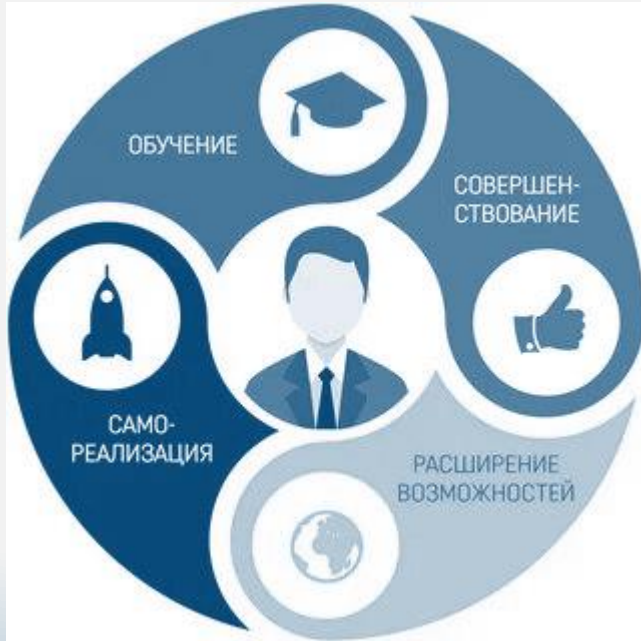 ОБУЧЕНИЕ
СОВЕРШЕН-
СТВОВАНИЕ
САМО-
РЕАЛИЗАЦИЯ
РАСШИРЕНИЕ
ВОЗМОЖНОСТЕЙ